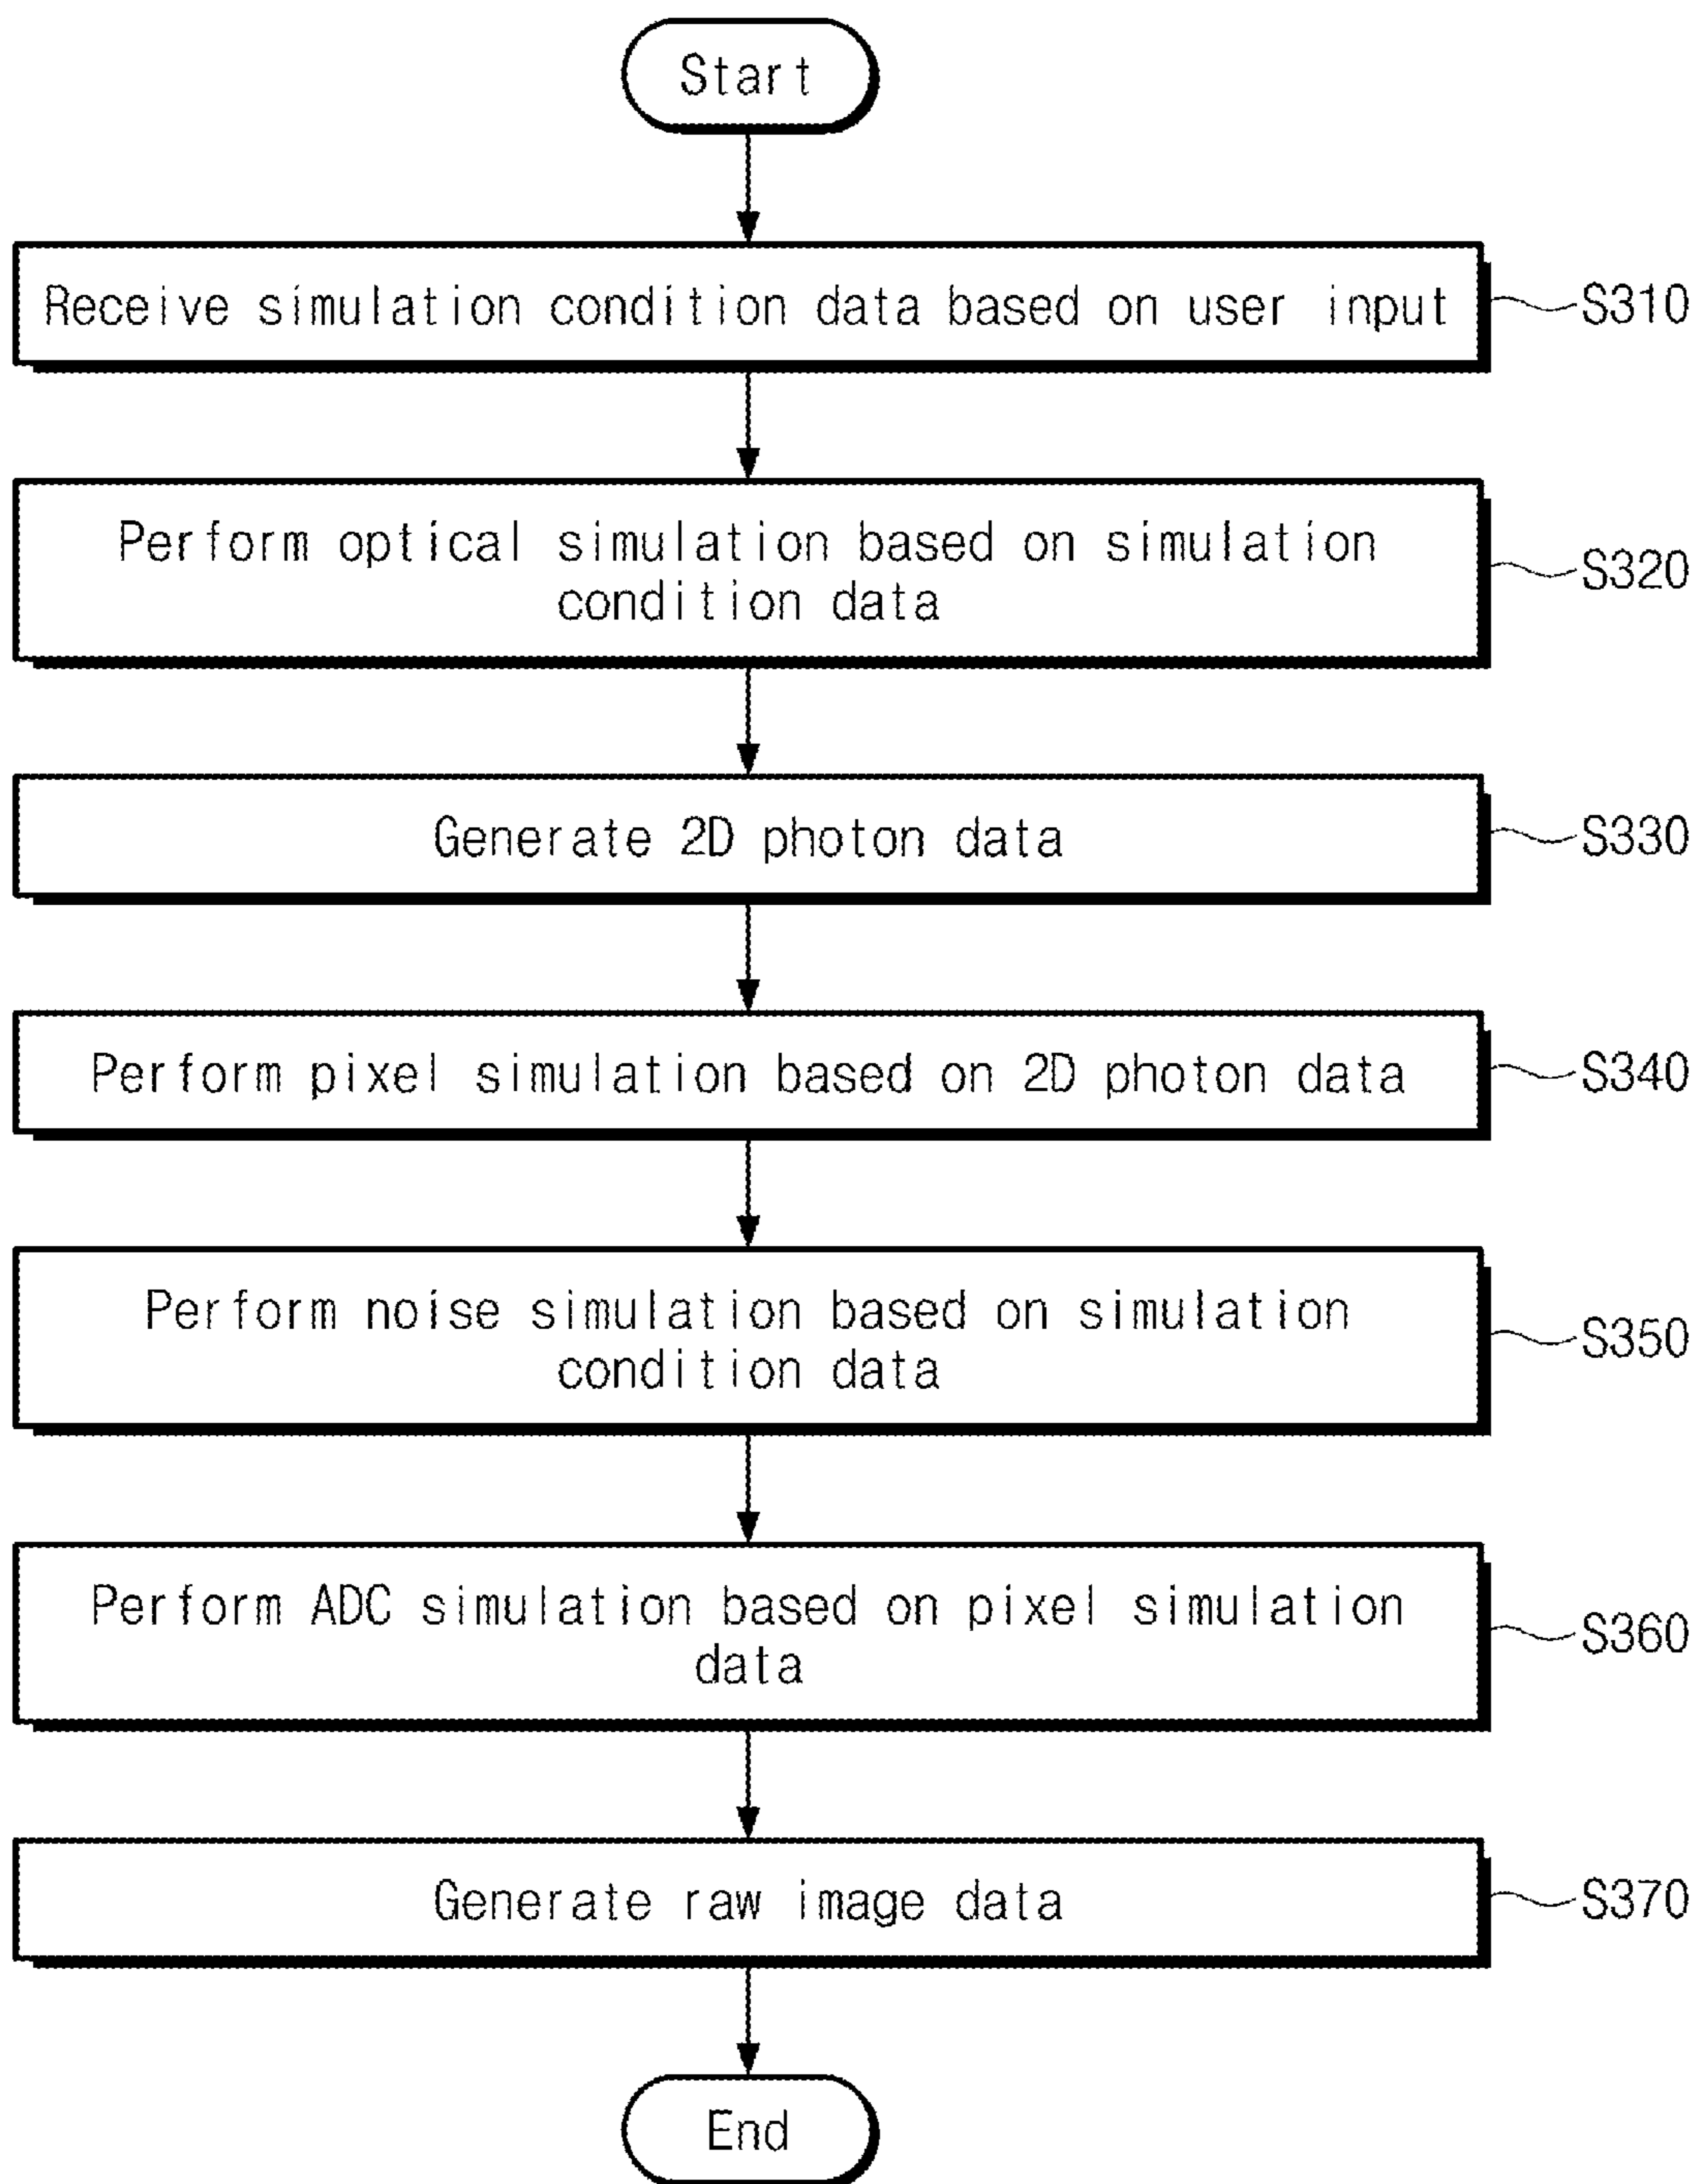 Start
Receive simulation condition data based on user input
S310
Perform optical simulation based on simulation
condition data
S320
Generate 2D photon data
S330
Perform pixel simulation based on 2D photon data
S340
Perform noise simulation based on simulation
condition data
S350
Perform ADC simulation based on pixel simulation
data
S360
Generate raw image data
S370
End